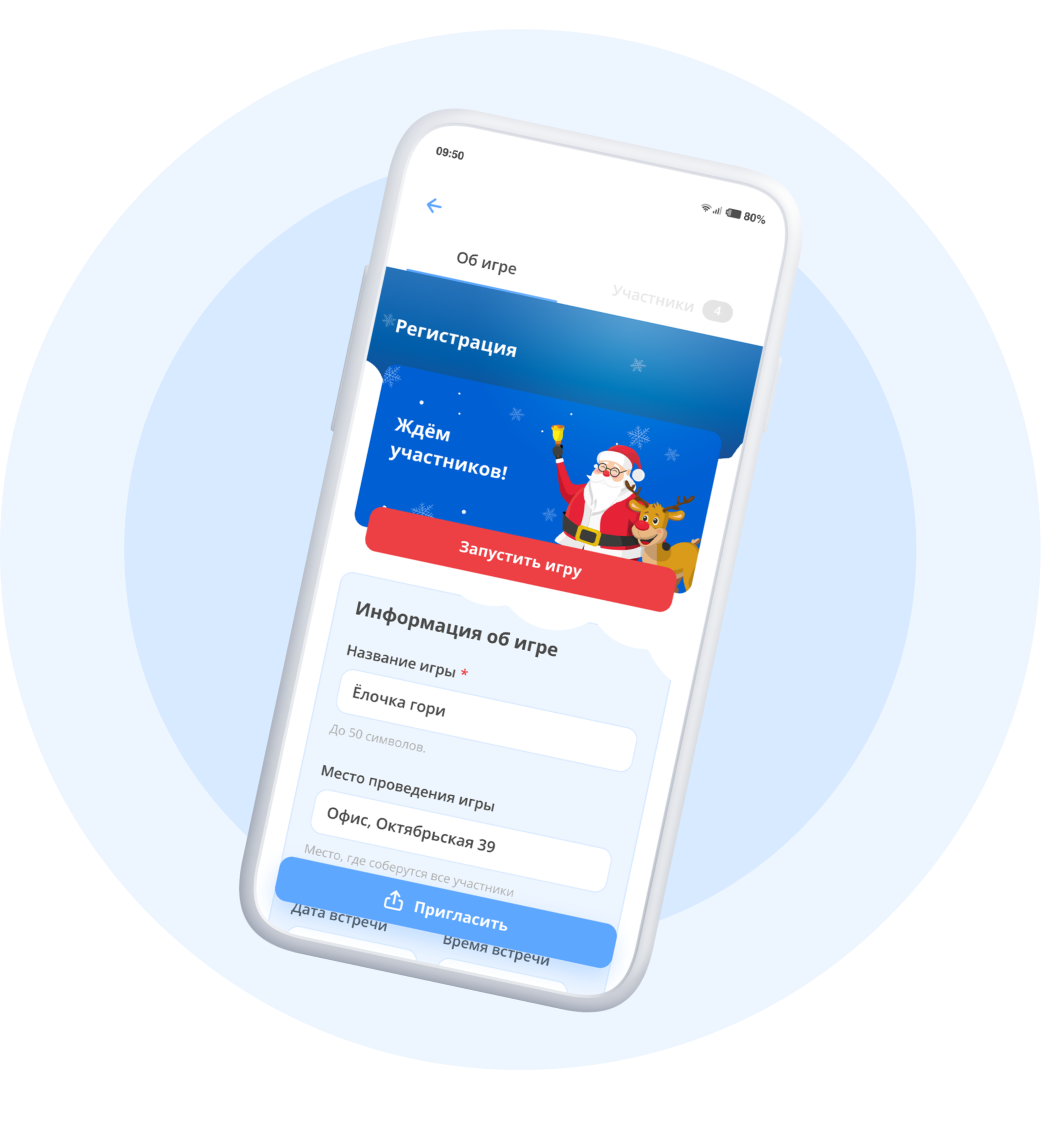 09:50
80%
Об игре
Участники 4
Регистрация
Ждём
участников!
Запустить игру
Информация об игре
Название игры *
Ёлочка гори
До 50 символов.
Место проведения игры
Офис, Октябрьская 39
Место, где соберутся все участники
Пригласить
Дата встречи
Время встречи